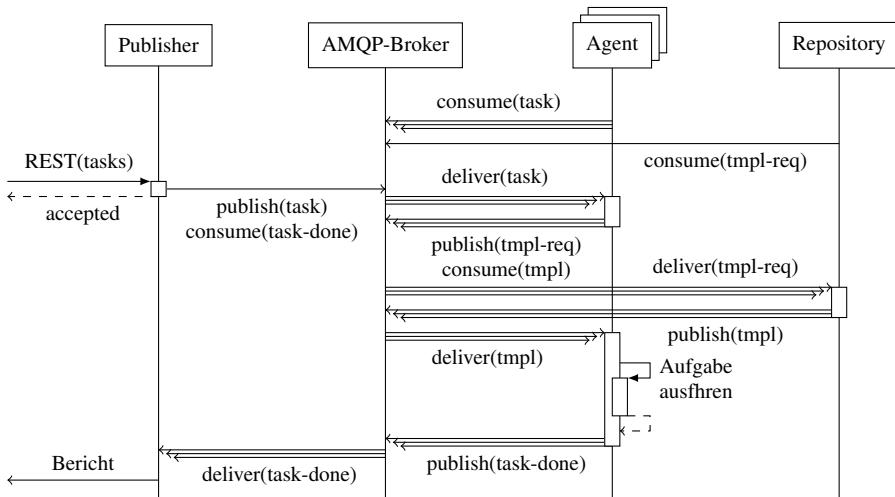 Publisher
AMQP-Broker
Agent
Repository
consume(task)
consume(tmpl-req)
REST(tasks)
accepted
publish(task)
consume(task-done)
deliver(task)
publish(tmpl-req)
consume(tmpl)
deliver(tmpl-req)
publish(tmpl)
deliver(tmpl)
Aufgabe
ausfhren
publish(task-done)
deliver(task-done)
Bericht